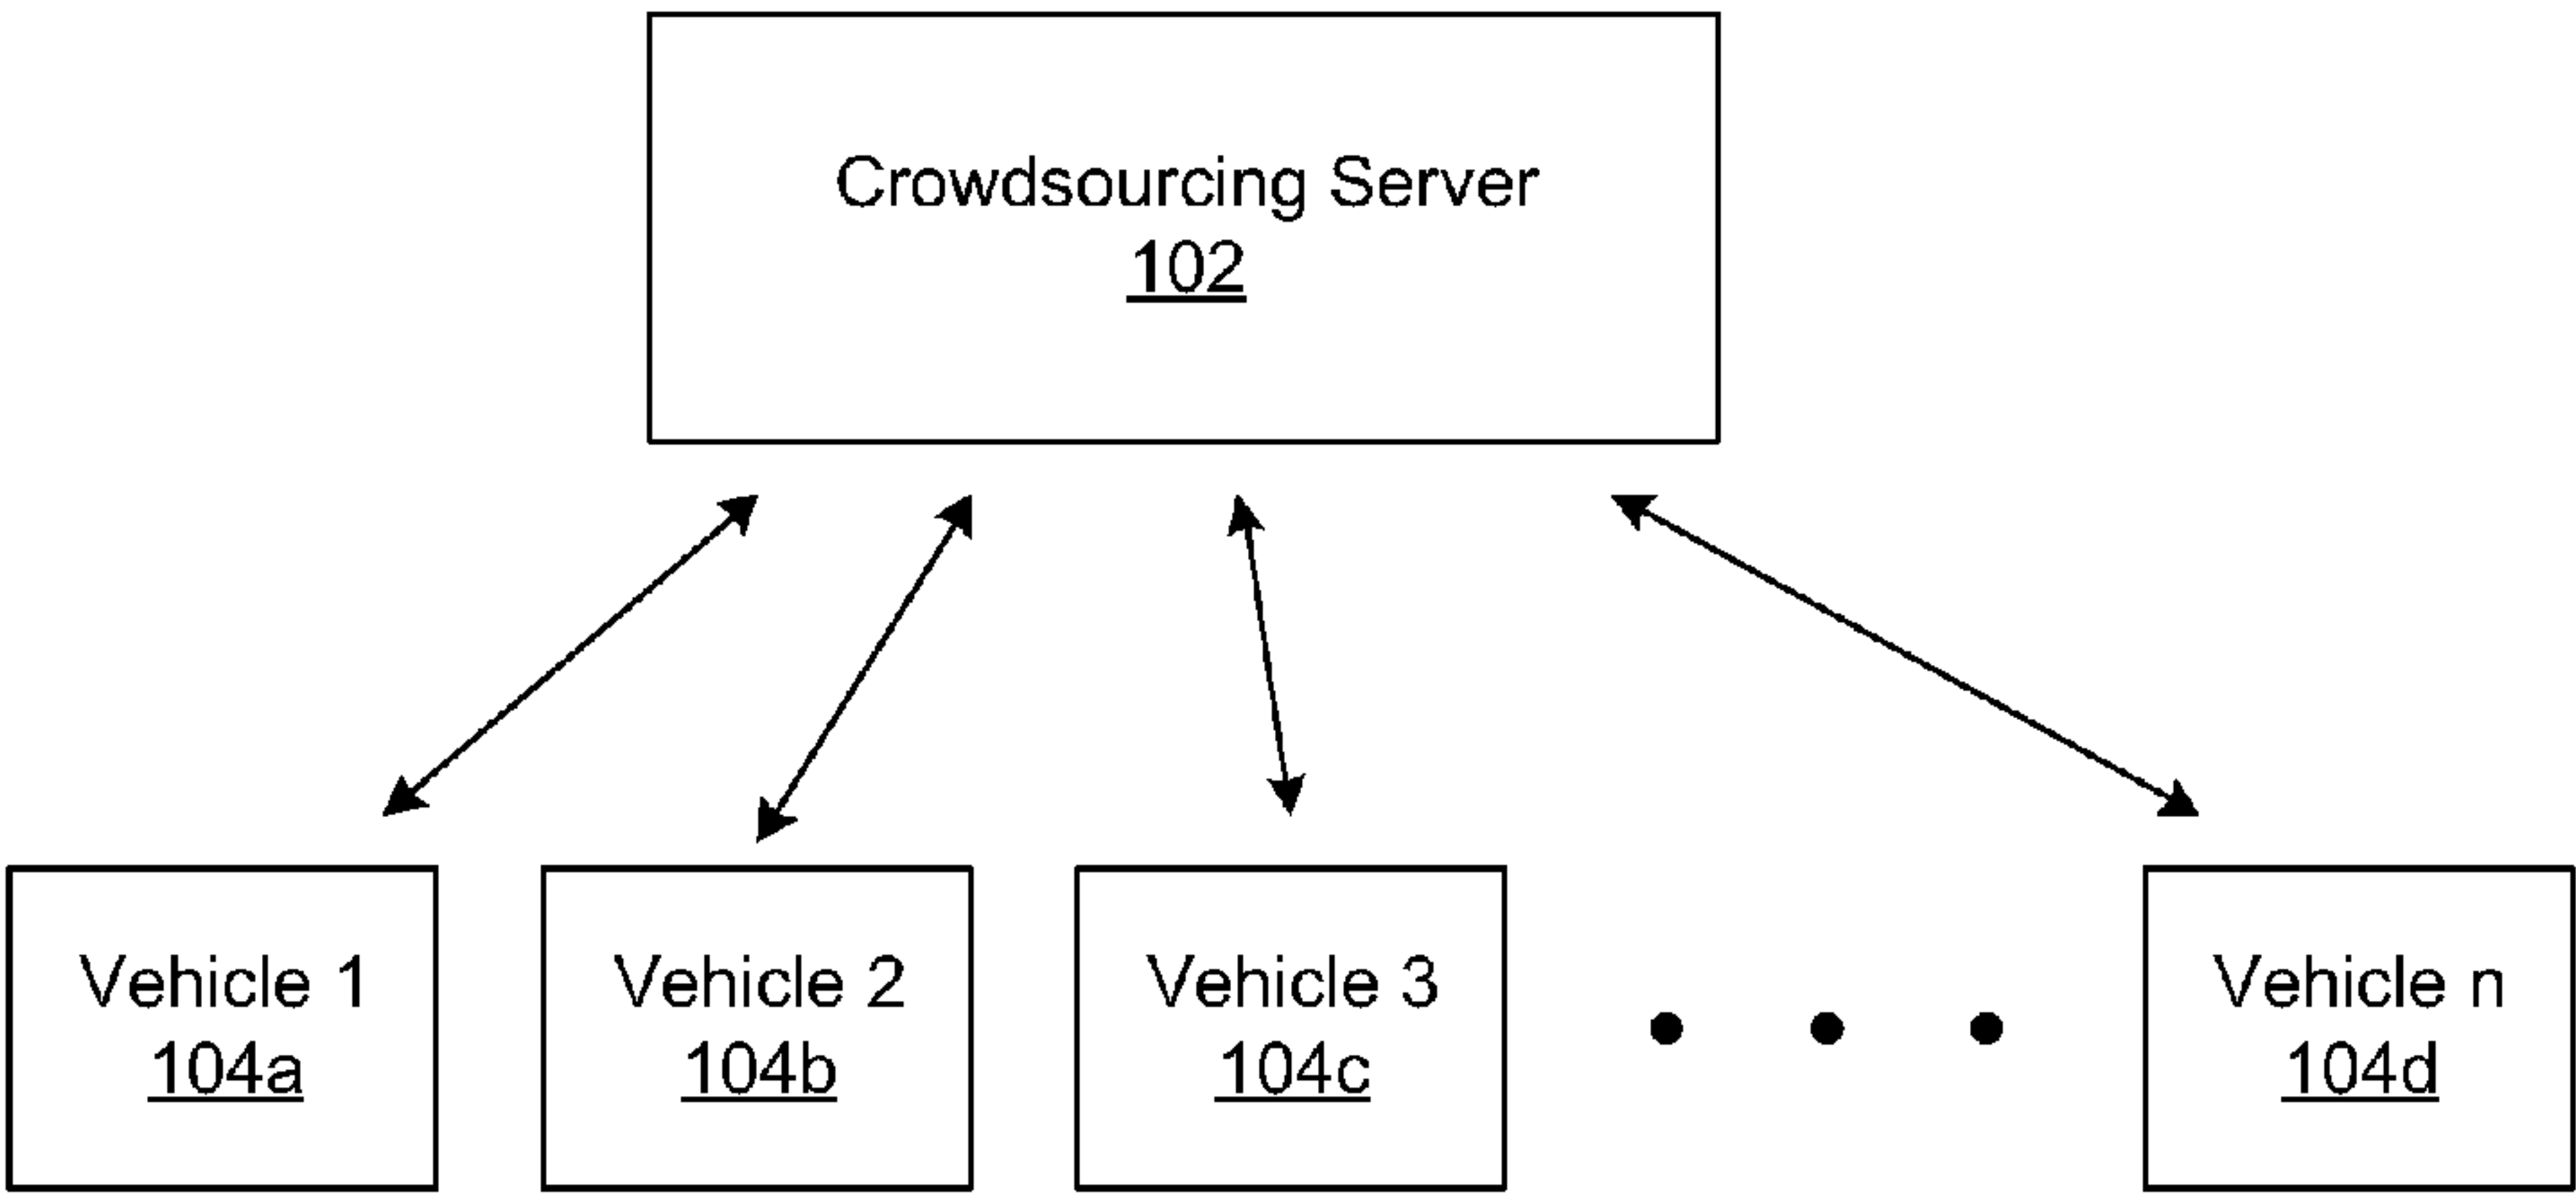 Crowdsourcing Server
102
Vehicle 1
104a
Vehicle 2
104b
Vehicle 3
104c
Vehicle n
104d